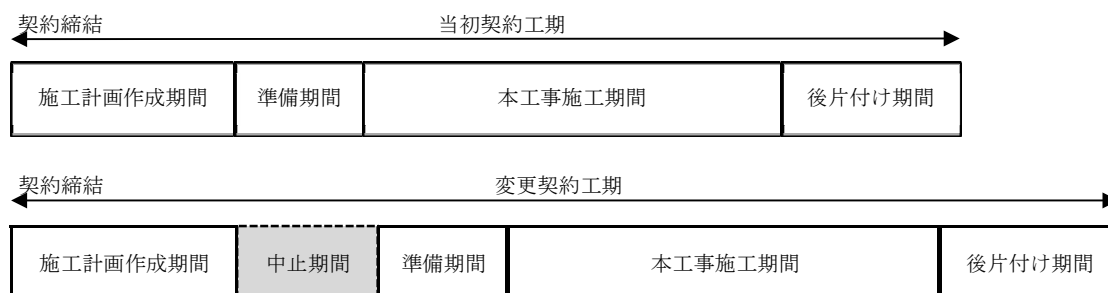 契約締結 当初契約工期
施工計画作成期間 準備期間 本工事施工期間 後片付け期間
契約締結 変更契約工期
施工計画作成期間 中止期間 準備期間 本工事施工期間 後片付け期間